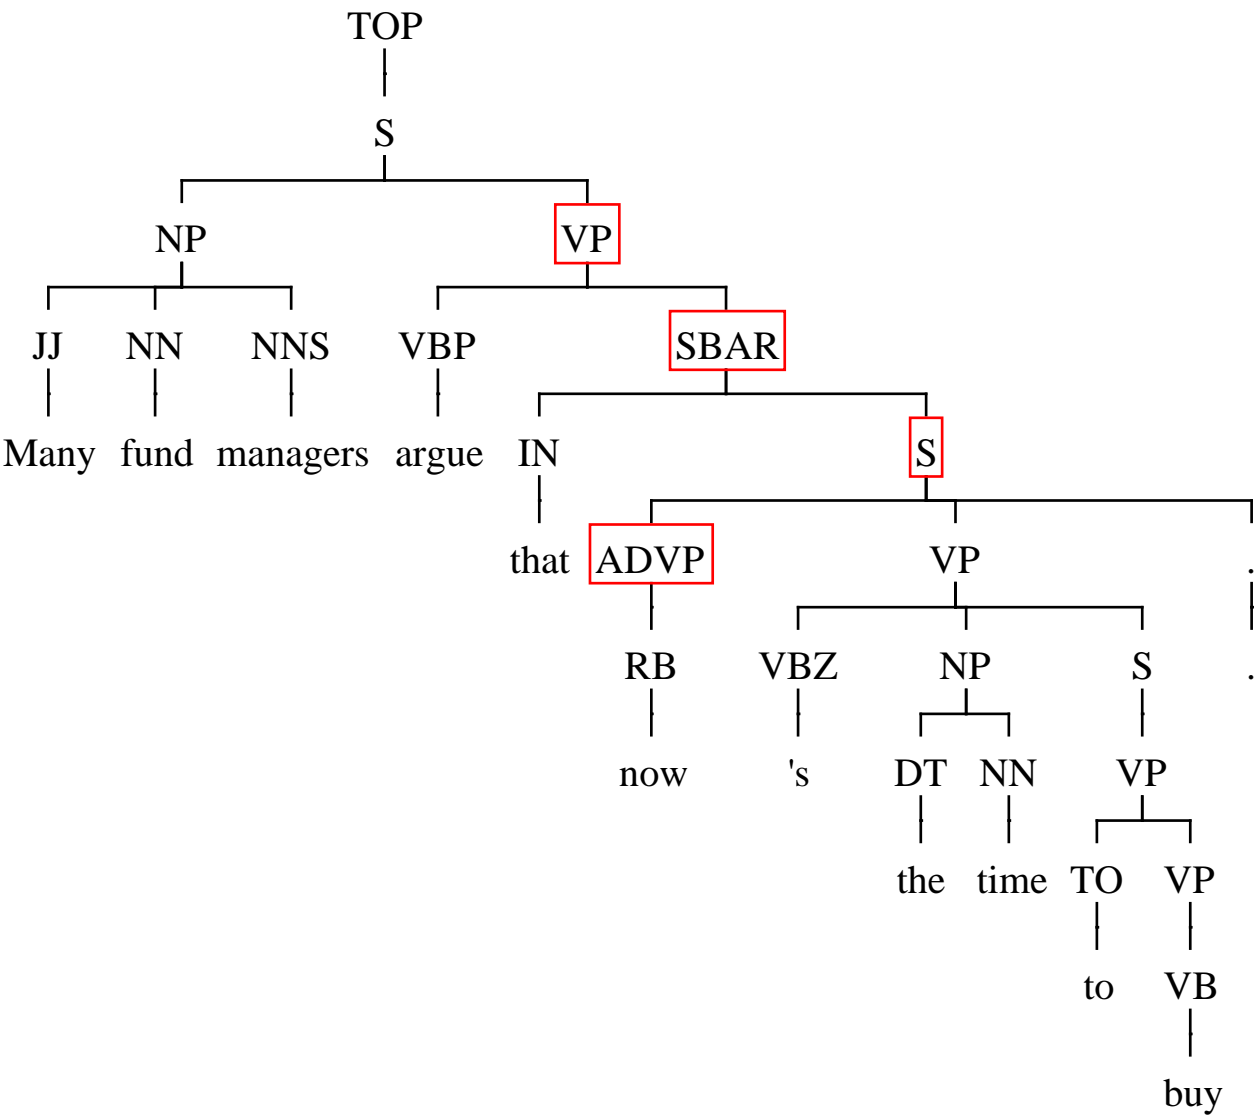 TOP
S
NP VP
JJ NN NNS VBP SBAR
Many fund managers argue IN S
that ADVP VP .
RB VBZ NP S .
now 's DT NN VP
the time TO VP
to VB
buy